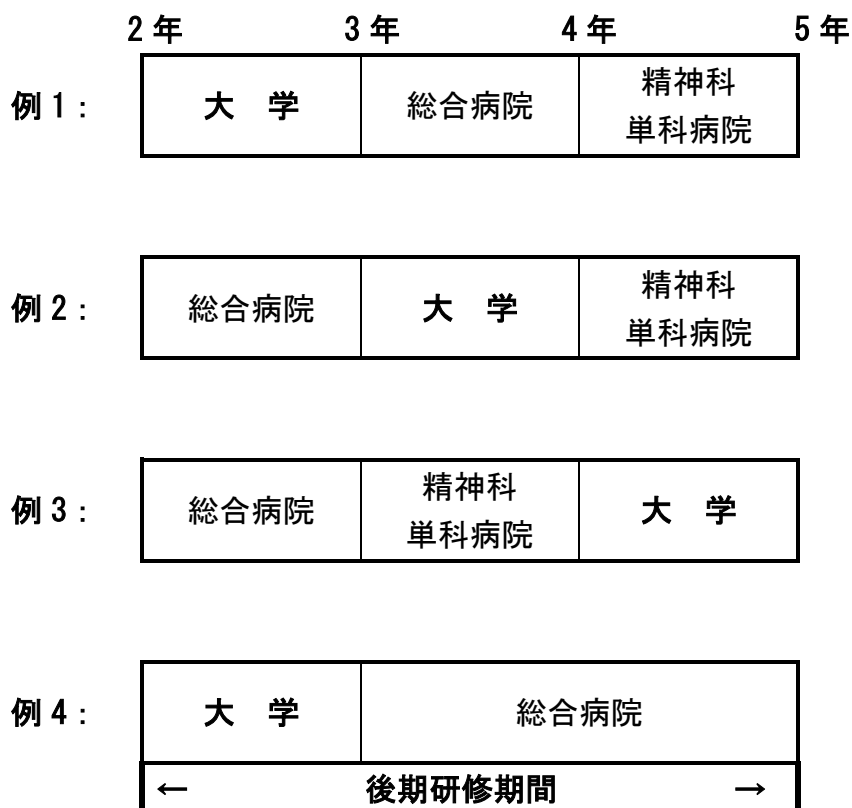 2年 3年 4年 5年
例1： 大 学 総合病院 精神科
単科病院
例2： 総合病院 大 学 精神科
単科病院
例3： 総合病院 精神科
単科病院 大 学
例4： 大 学 総合病院
← 後期研修期間 →